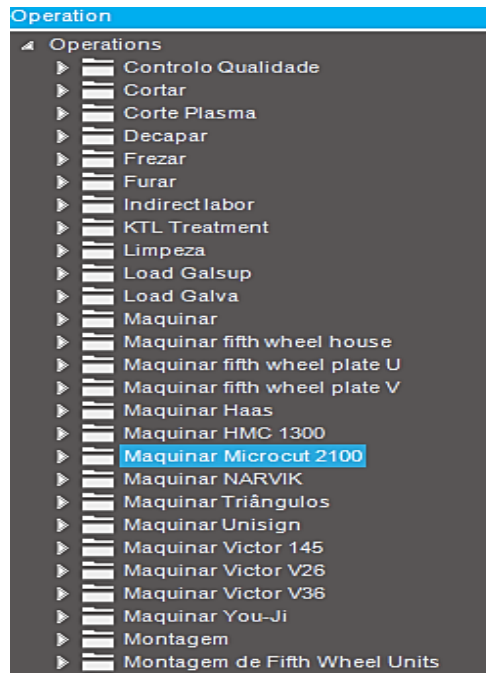 Operation
Operations
Controlo Qualidade
Cortar
Corte Plasma
Decapar
Frezar
Furar
Indirect labor
KTL Treatment
Limpeza
Load Galsup
Load Galva
Maquinar
Maquinar fifth wheel house
Maquinar fifth wheel plate U
Maquinar fifth wheel plate V
Maquinar Haas
Maquinar HMC 1300
Maquinar Microcut 2100
Maquinar NARVIK
Maquinar Triângulos
Maquinar Unisign
Maquinar Victor 145
Maquinar Victor V26
Maquinar Victor V36
Maquinar You-Ji
Montagem
Montagem de Fifth Wheel Units